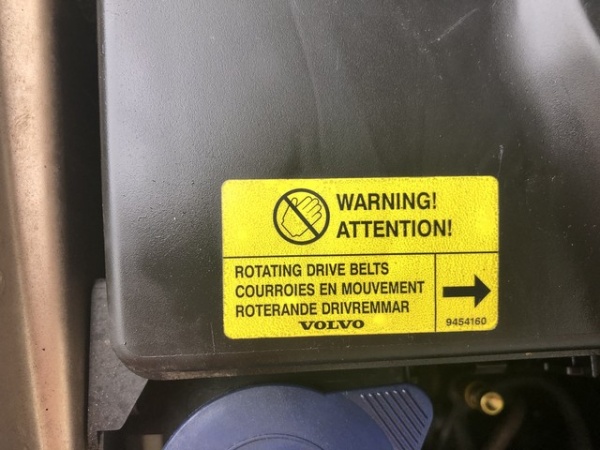 WARNING!
ATTENTION!
ROTATING DRIVE BELTS
COURROIES EN MOUVEMENT
ROTERANDE DRIVREMMAR
VOLVO
9454160